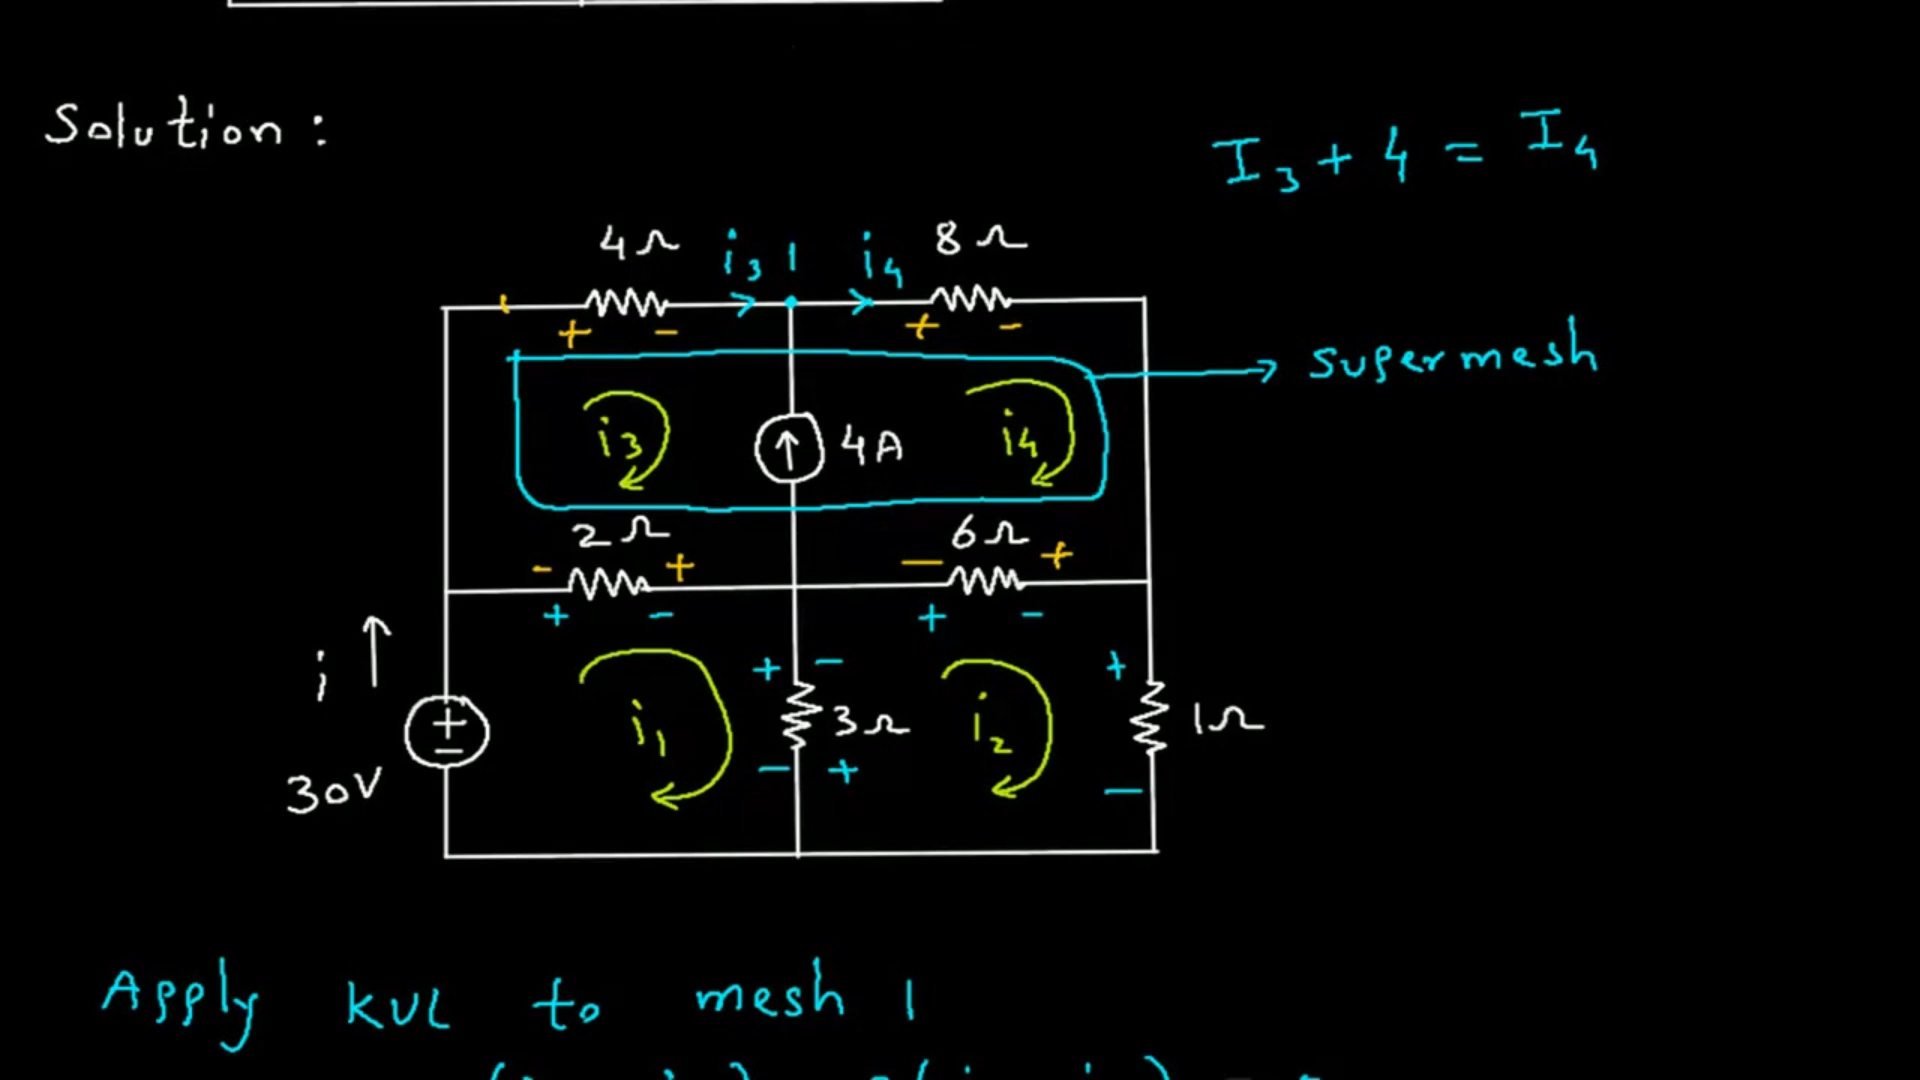 Solution:
I3 + 4 = I4
4Ω i3 1 i4 8Ω
+ - + -
supermesh
i3 4A i4
2Ω 6Ω
- + - +
+ - + -
i + - +
i1 3Ω i2 1Ω
+
-
30V - + -
Apply KVL to mesh 1